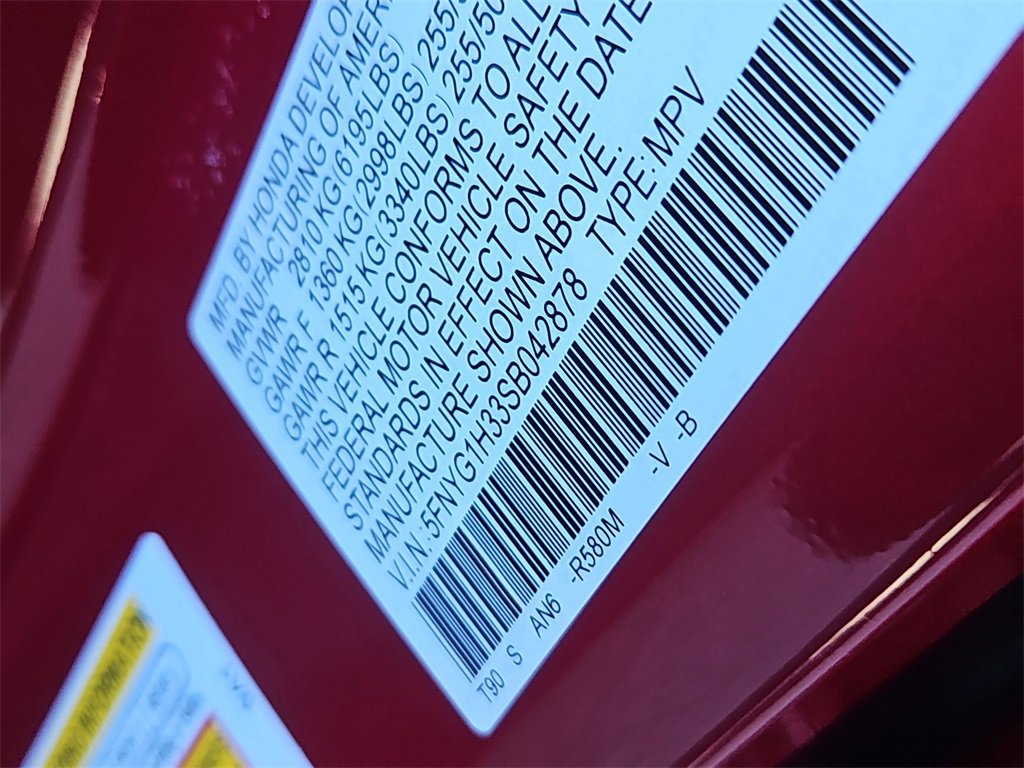 MFD. BY HONDA DEVELOP
MANUFACTURING OF AMERI
GVWR 2810 KG(6195LBS)
GAWR F 1360 KG(2998LBS) 255/
GAWR R 1515 KG(3340LBS) 255/50
THIS VEHICLE CONFORMS TO ALL
FEDERAL MOTOR VEHICLE SAFETY
STANDARDS IN EFFECT ON THE DATE
MANUFACTURE SHOWN ABOVE.
V.I.N.:5FNYG1H33SB042878 TYPE:MPV
T90 S AN6 -R580M -V -B